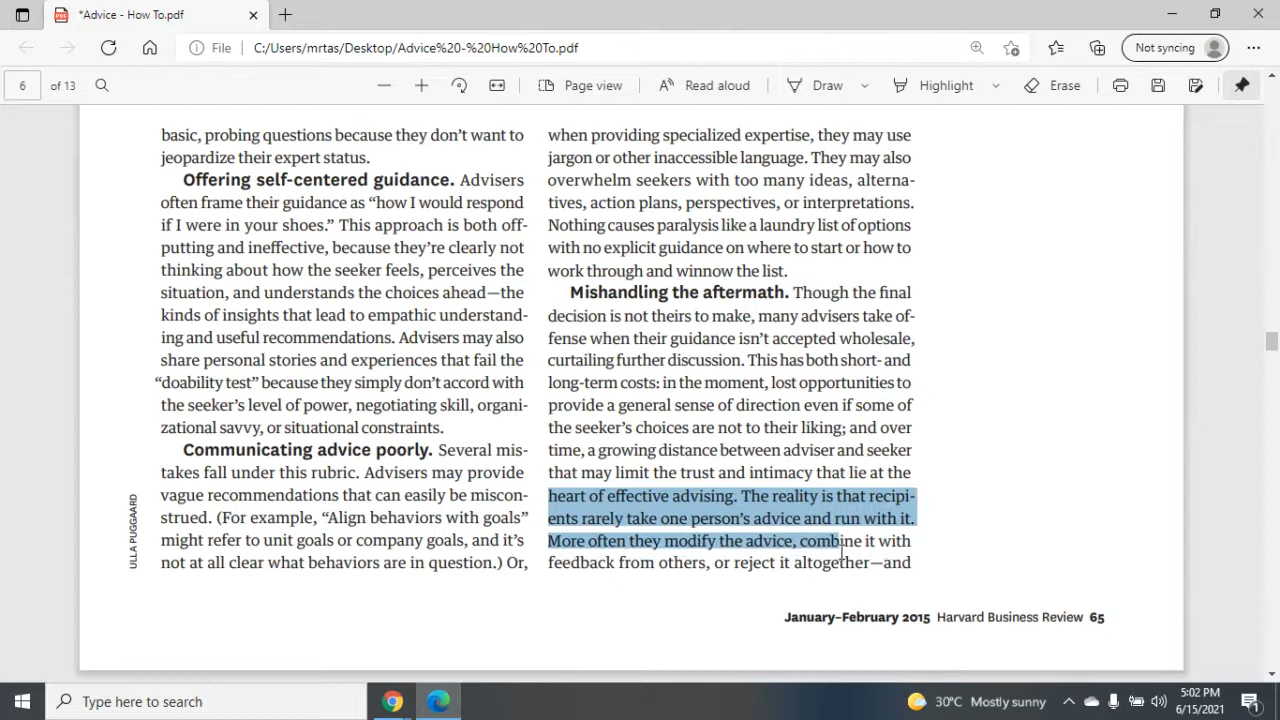 *Advice - How To.pdf
File
C:/Users/mrtas/Desktop/Advice%20-%20How%20To.pdf
Not syncing
6
of 13
Page view
Read aloud
Draw
Highlight
Erase
basic, probing questions because they don't want to
jeopardize their expert status.
Offering self-centered guidance. Advisers
often frame their guidance as “how I would respond
if I were in your shoes.” This approach is both off-
putting and ineffective, because they're clearly not
thinking about how the seeker feels, perceives the
situation, and understands the choices ahead—the
kinds of insights that lead to empathic understand-
ing and useful recommendations. Advisers may also
share personal stories and experiences that fail the
“doability test” because they simply don't accord with
the seeker's level of power, negotiating skill, organi-
zational savvy, or situational constraints.
Communicating advice poorly. Several mis-
takes fall under this rubric. Advisers may provide
vague recommendations that can easily be miscon-
strued. (For example, “Align behaviors with goals”
might refer to unit goals or company goals, and it's
not at all clear what behaviors are in question.) Or,
when providing specialized expertise, they may use
jargon or other inaccessible language. They may also
overwhelm seekers with too many ideas, alterna-
tives, action plans, perspectives, or interpretations.
Nothing causes paralysis like a laundry list of options
with no explicit guidance on where to start or how to
work through and winnow the list.
Mishandling the aftermath. Though the final
decision is not theirs to make, many advisers take of-
fense when their guidance isn't accepted wholesale,
curtailing further discussion. This has both short- and
long-term costs: in the moment, lost opportunities to
provide a general sense of direction even if some of
the seeker's choices are not to their liking; and over
time, a growing distance between adviser and seeker
that may limit the trust and intimacy that lie at the
heart of effective advising. The reality is that recipi-
ents rarely take one person's advice and run with it.
More often they modify the advice, combine it with
feedback from others, or reject it altogether—and
ULLA PUGGAARD
January–February 2015 Harvard Business Review 65
Type here to search
30°C Mostly sunny
5:02 PM
6/15/2021
1